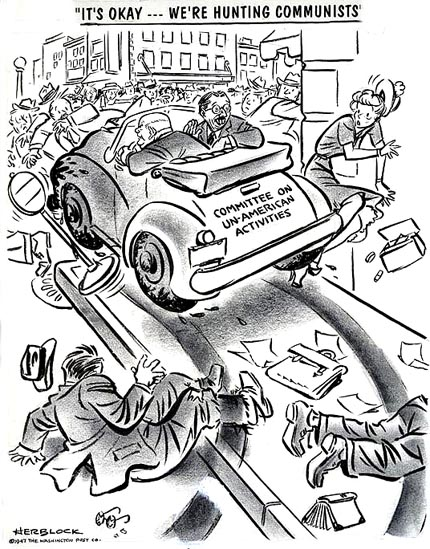 "IT'S OKAY --- WE'RE HUNTING COMMUNISTS"
COMMITTEE ON
UN-AMERICAN
ACTIVITIES
HERBLOCK
©1947 THE WASHINGTON POST CO.